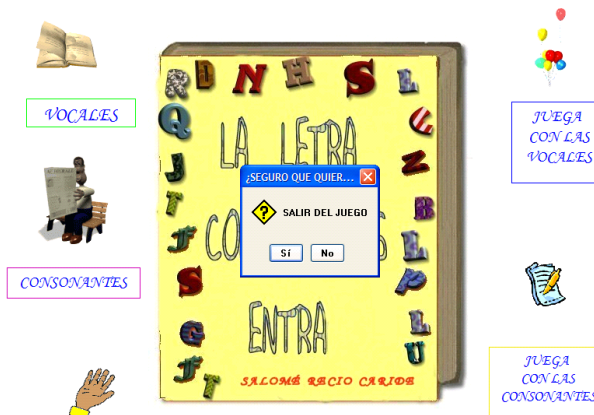 VOCALES
CONSONANTES
LA LETRA
CO
S
ENTRA
SALOMÉ RECIO CARIDE
¿SEGURO QUE QUIER...
SALIR DEL JUEGO
Sí
No
JUEGA
CON LAS
VOCALES
JUEGA
CON LAS
CONSONANTES